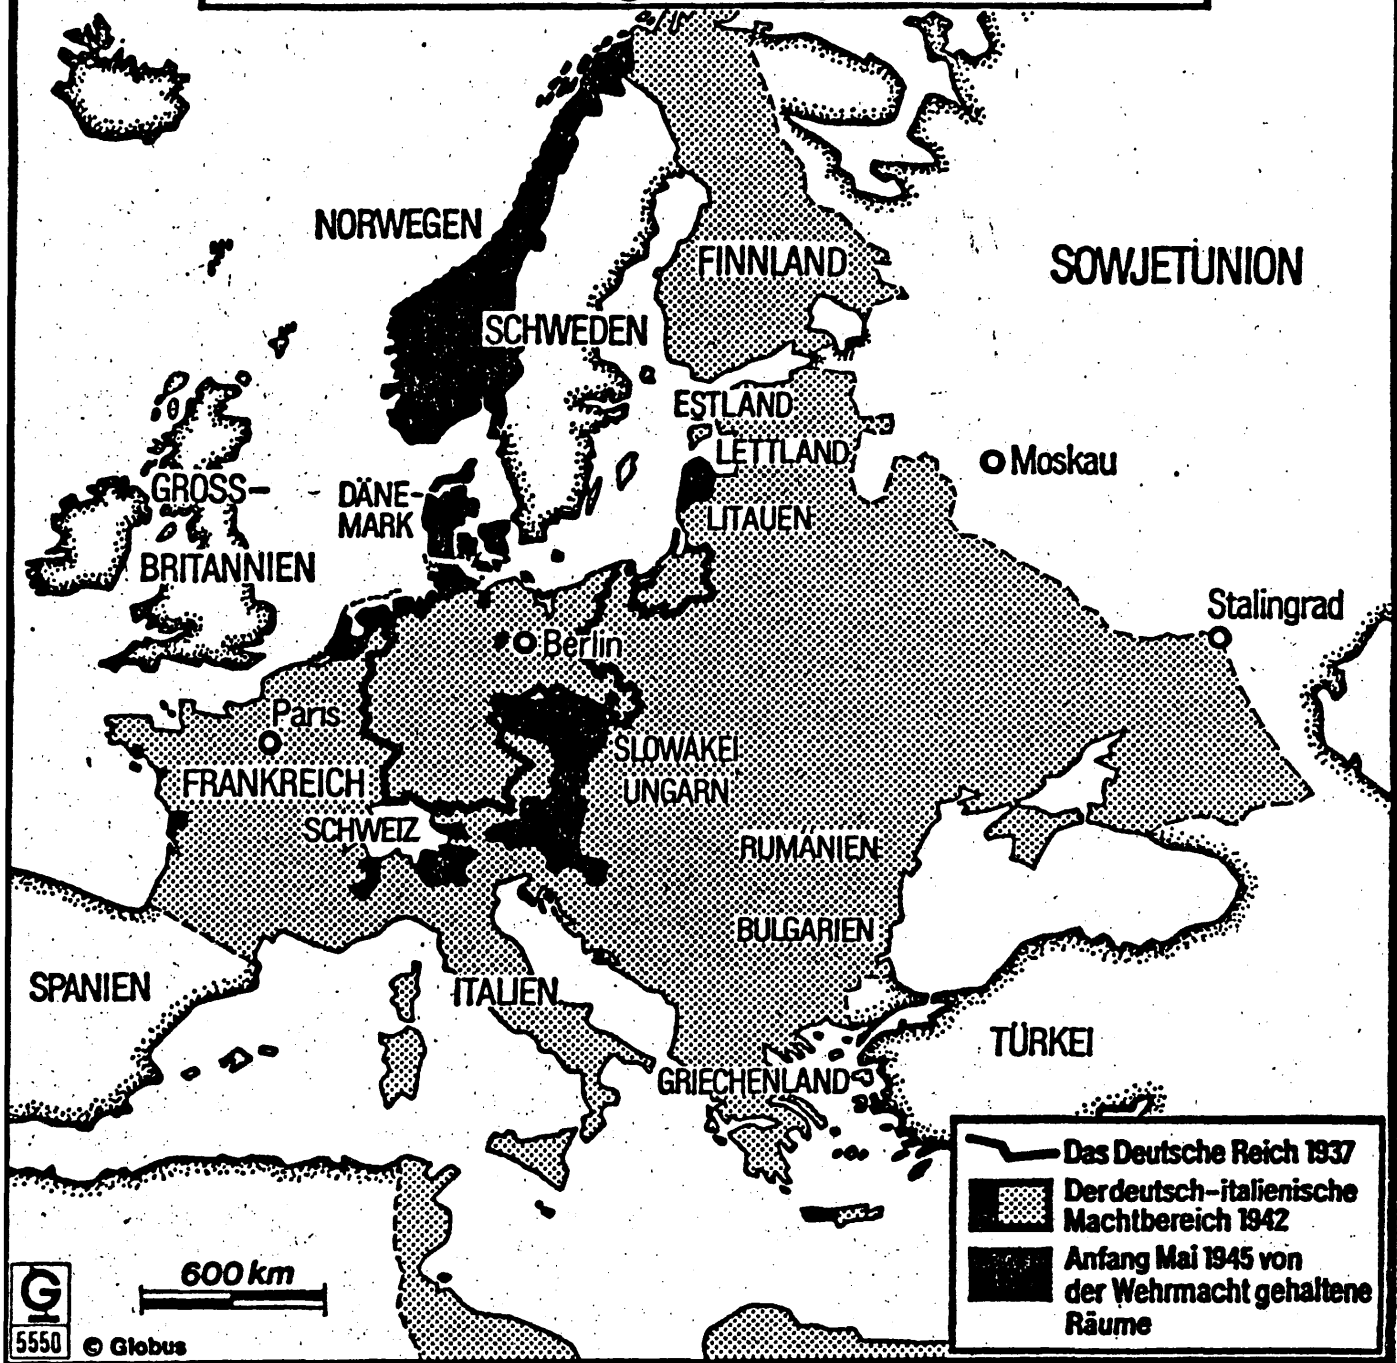 NORWEGEN
FINNLAND
SOWJETUNION
SCHWEDEN
ESTLAND
LETTLAND
Moskau
GROSS-
BRITANNIEN
DÄNE-
MARK
LITAUEN
Stalingrad
Berlin
Paris
FRANKREICH
SLOWAKEI
UNGARN
SCHWEIZ
RUMÄNIEN
BULGARIEN
SPANIEN
ITALIEN
TÜRKEI
GRIECHENLAND
Das Deutsche Reich 1937
Der deutsch-italienische
Machtbereich 1942
Anfang Mai 1945 von
der Wehrmacht gehaltene
Räume
600 km
G
5550
© Globus